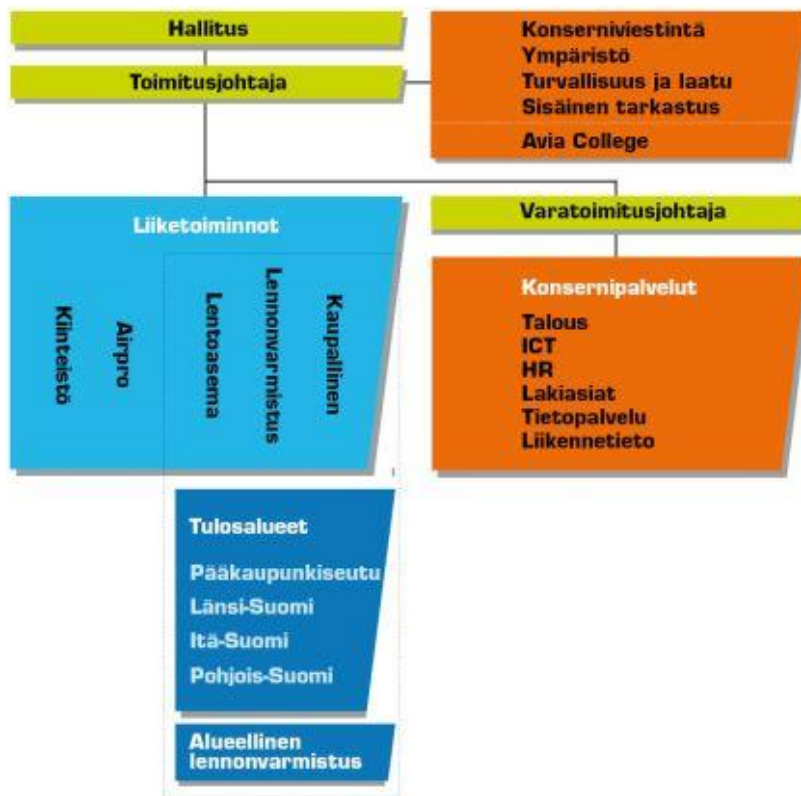 Hallitus
Toimitusjohtaja
Konserniviestintä
Ympäristö
Turvallisuus ja laatu
Sisäinen tarkastus
Avia College
Liiketoiminnot
Kiinteistö
Airpro
Lentoasema
Lennonvarmistus
Kaupallinen
Varatoimitusjohtaja
Konsernipalvelut
Talous
ICT
HR
Lakiasiat
Tietopalvelu
Liikennetieto
Tulosalueet
Pääkaupunkiseutu
Länsi-Suomi
Itä-Suomi
Pohjois-Suomi
Alueellinen
lennonvarmistus